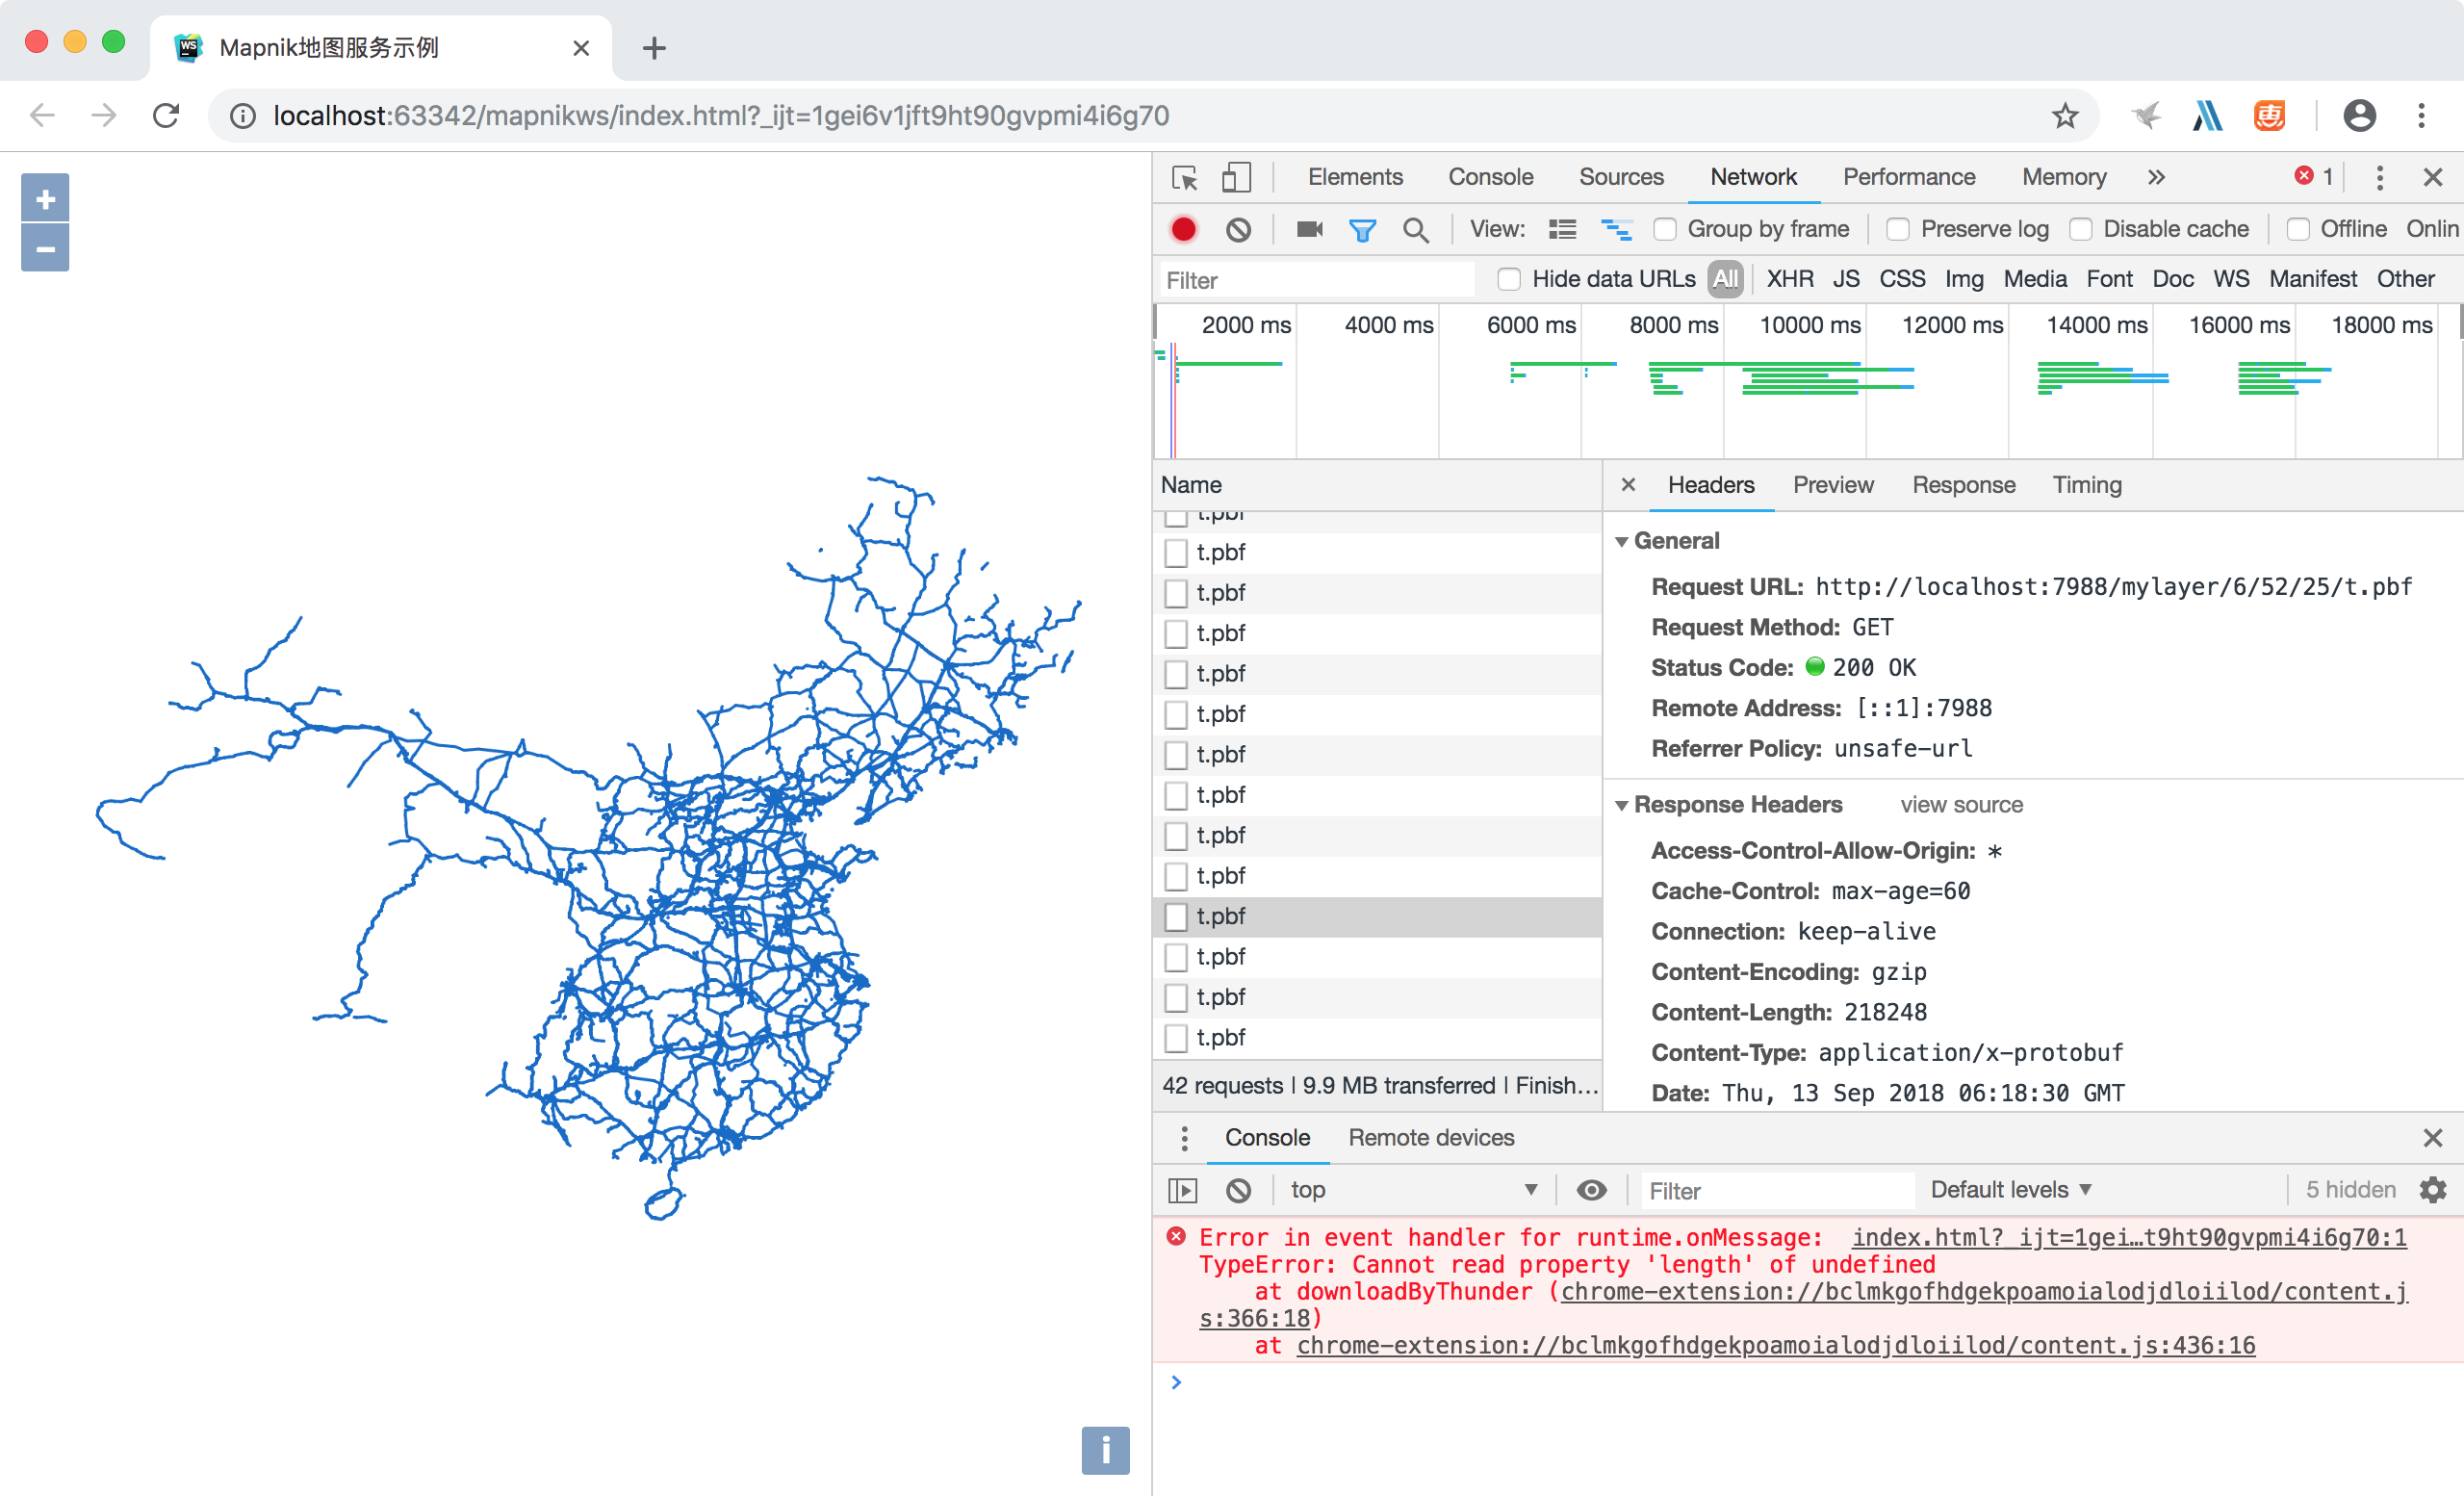 Mapnik地图服务示例
localhost:63342/mapnikws/index.html?_ijt=1gei6v1jft9ht90gvpmi4i6g70
Elements Console Sources Network Performance Memory » 1
View: Group by frame Preserve log Disable cache Offline Onlin
Filter Hide data URLs All XHR JS CSS Img Media Font Doc WS Manifest Other
2000 ms 4000 ms 6000 ms 8000 ms 10000 ms 12000 ms 14000 ms 16000 ms 18000 ms
Name
t.pbf
t.pbf
t.pbf
t.pbf
t.pbf
t.pbf
t.pbf
t.pbf
t.pbf
t.pbf
t.pbf
t.pbf
t.pbf
t.pbf
42 requests | 9.9 MB transferred | Finish...
Headers Preview Response Timing
General
Request URL: http://localhost:7988/mylayer/6/52/25/t.pbf
Request Method: GET
Status Code: 200 OK
Remote Address: [::1]:7988
Referrer Policy: unsafe-url
Response Headers view source
Access-Control-Allow-Origin: *
Cache-Control: max-age=60
Connection: keep-alive
Content-Encoding: gzip
Content-Length: 218248
Content-Type: application/x-protobuf
Date: Thu, 13 Sep 2018 06:18:30 GMT
Console Remote devices
top Filter Default levels 5 hidden
Error in event handler for runtime.onMessage: index.html?_ijt=1gei…t9ht90gvpmi4i6g70:1
TypeError: Cannot read property 'length' of undefined
at downloadByThunder (chrome-extension://bclmkgofhdgekpoamoialodjdloiilod/content.j
s:366:18)
at chrome-extension://bclmkgofhdgekpoamoialodjdloiilod/content.js:436:16